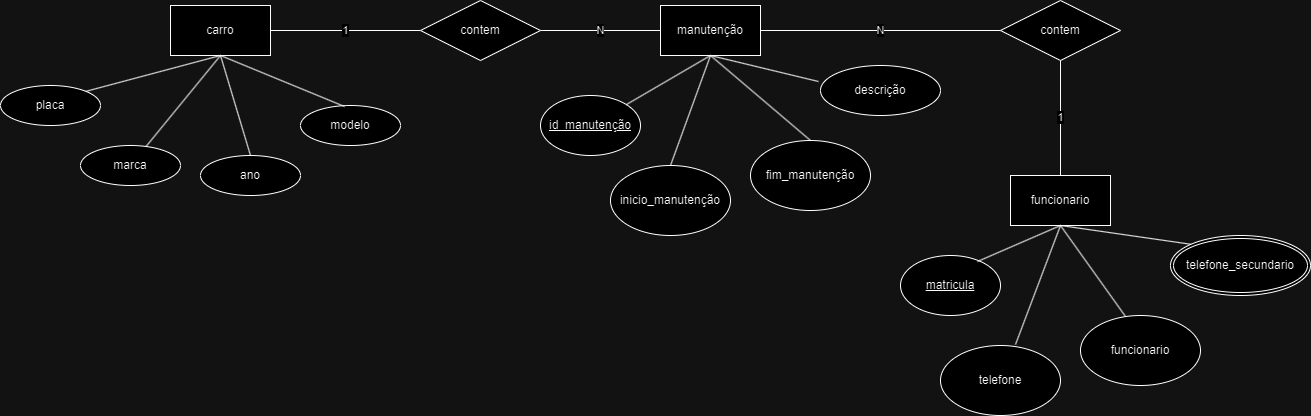 carro
1
contem
N
manutenção
N
contem
placa
marca
ano
modelo
id_manutenção
inicio_manutenção
fim_manutenção
descrição
1
funcionario
matricula
telefone
funcionario
telefone_secundario